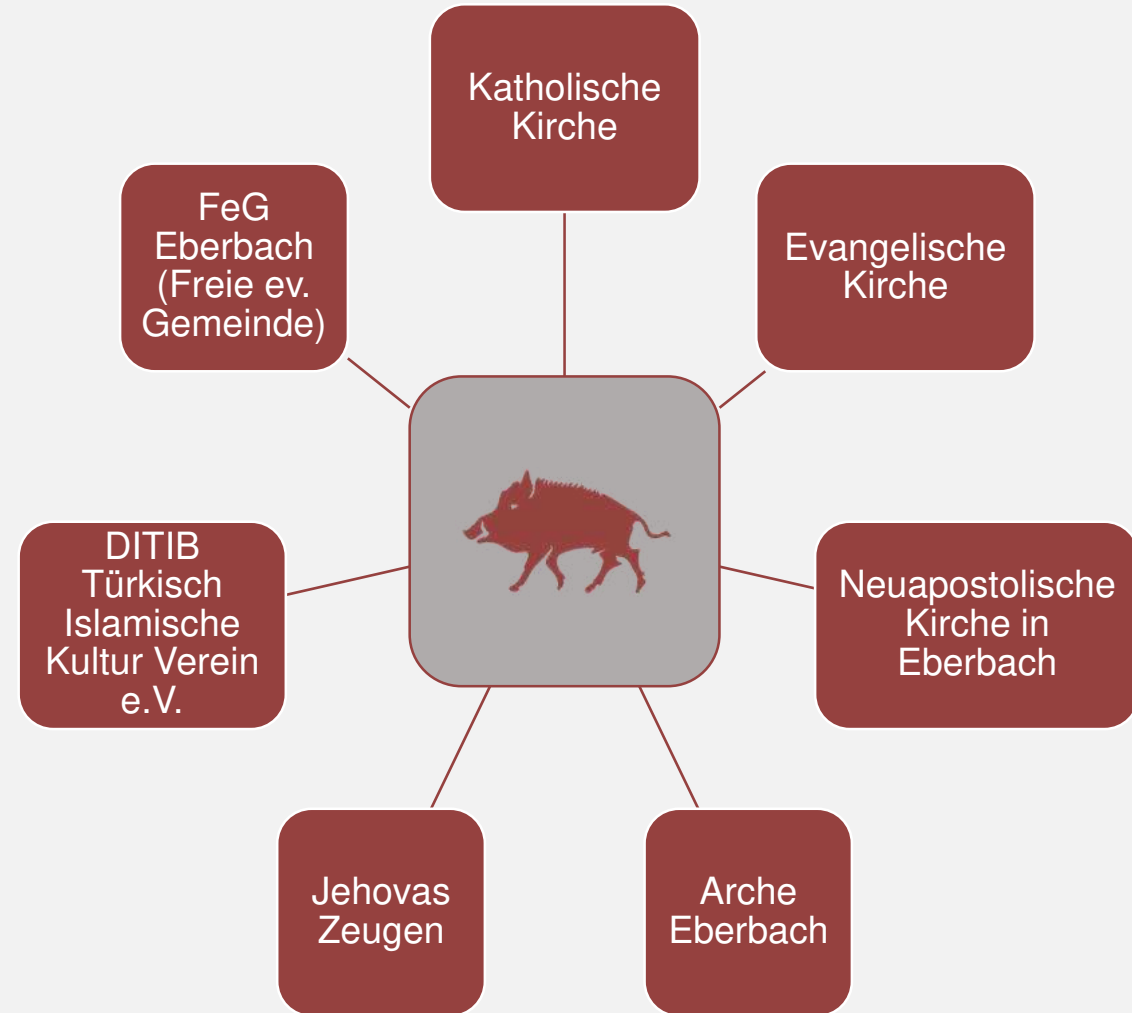 Katholische
Kirche
Evangelische
Kirche
Neuapostolische
Kirche in
Eberbach
Arche
Eberbach
Jehovas
Zeugen
DITIB
Türkisch
Islamische
Kultur Verein
e.V.
FeG
Eberbach
(Freie ev.
Gemeinde)